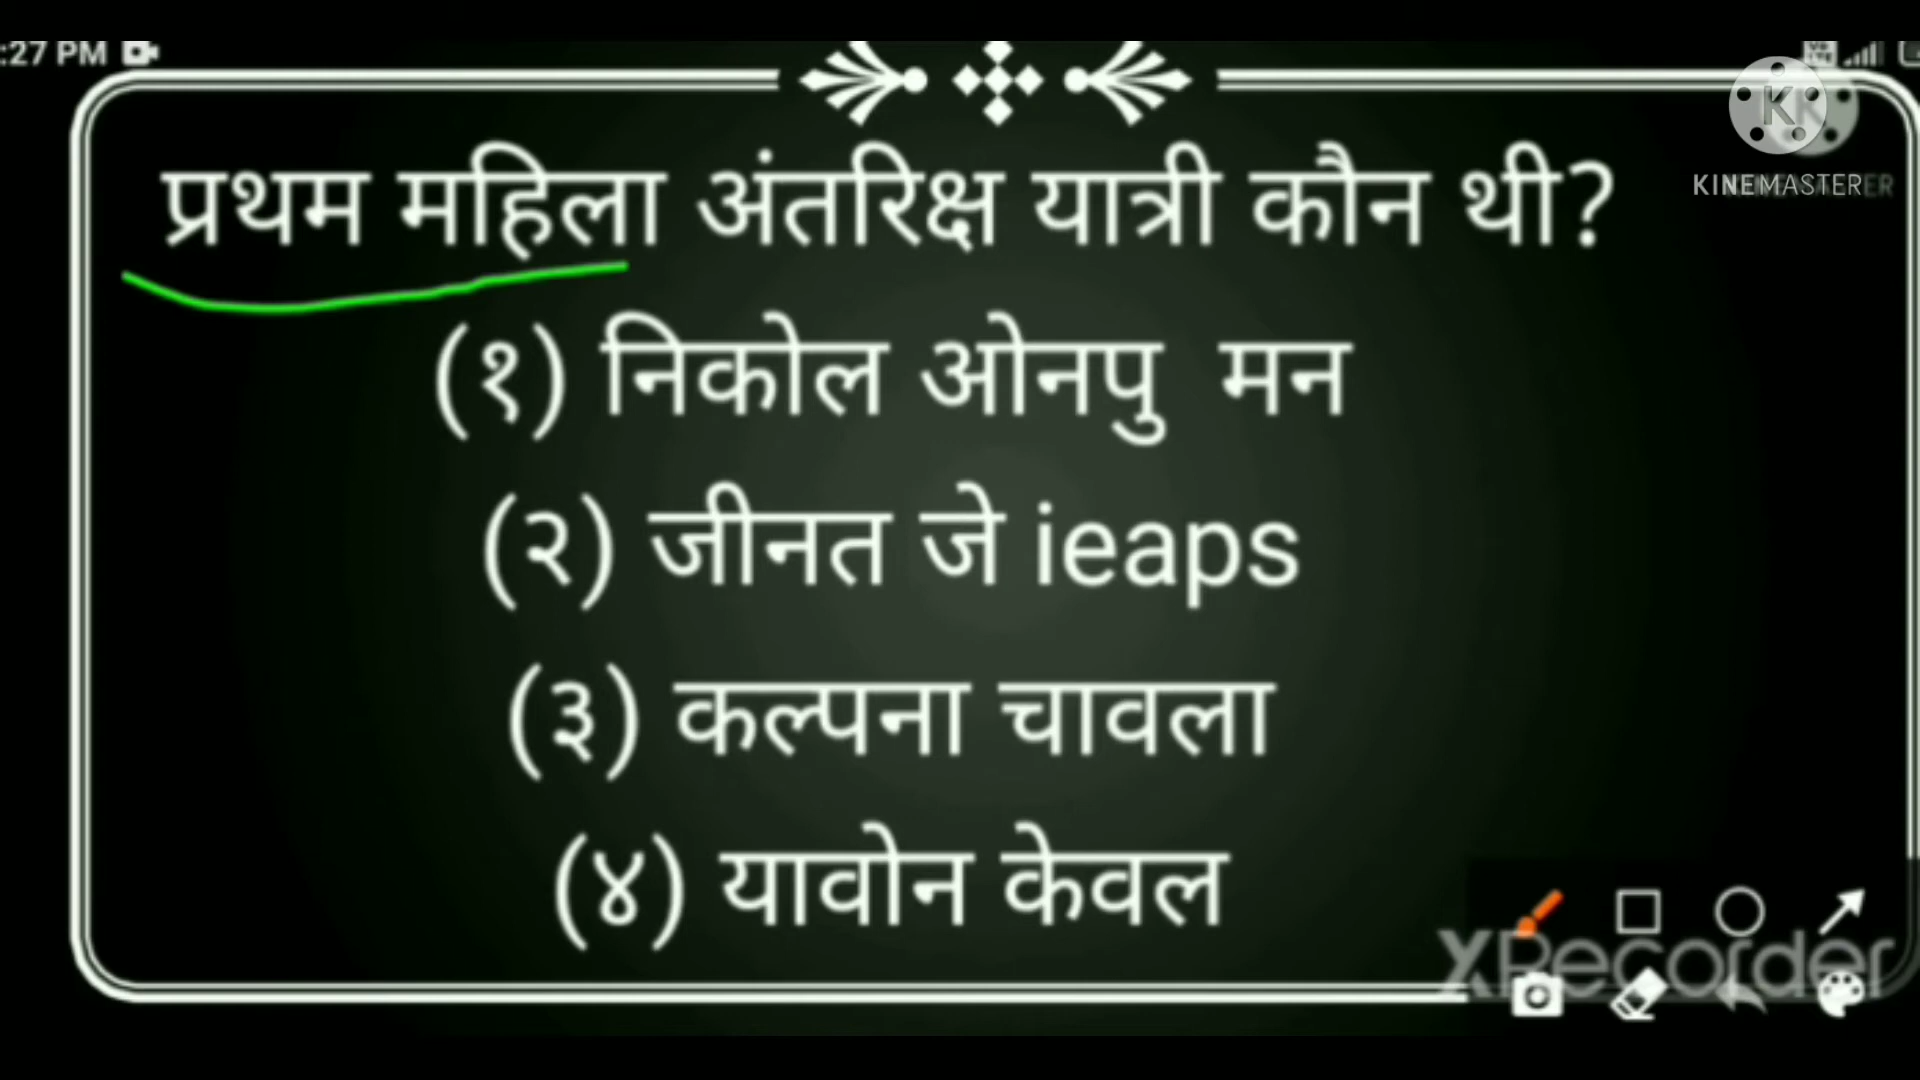 :27 PM
KINEMASTER
प्रथम महिला अंतरिक्ष यात्री कौन थी?
(१) निकोल ओनपु मन
(२) जीनत जे ieaps
(३) कल्पना चावला
(४) यावोन केवल
XRecorder